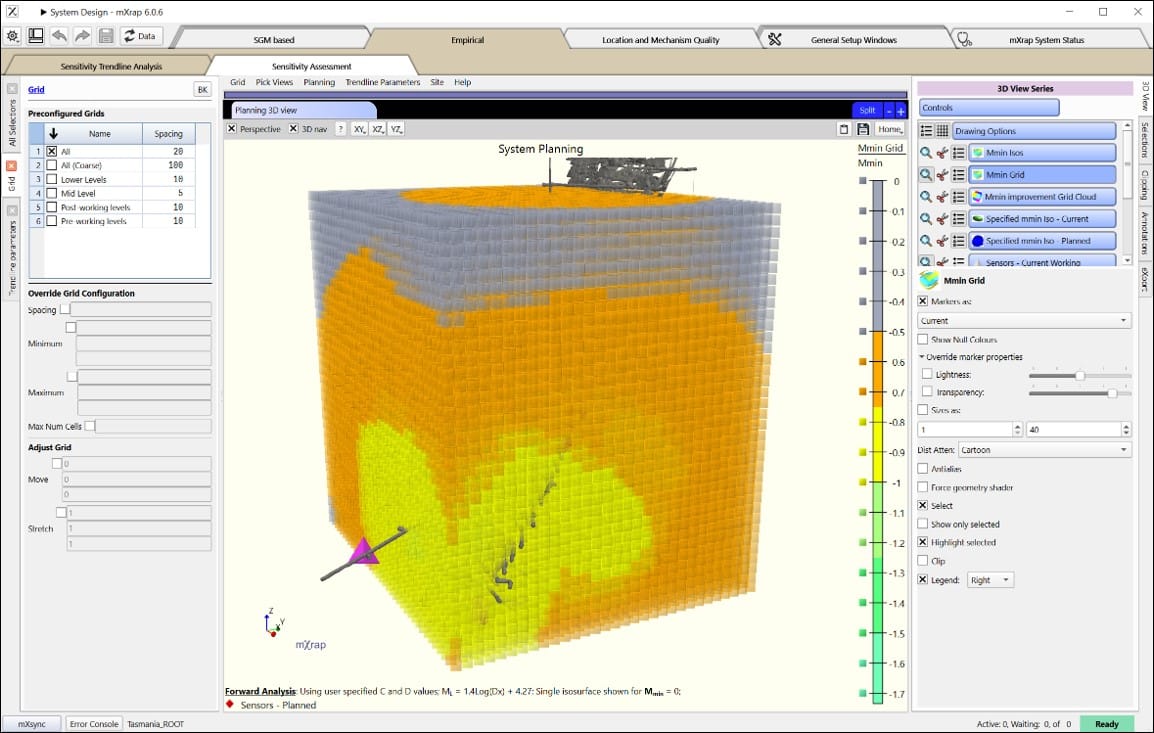 System Design - mXrap 6.0.6
Data
SGM based
Empirical
Location and Mechanism Quality
General Setup Windows
mXrap System Status
Sensitivity Trendline Analysis
Sensitivity Assessment
All Selections
Grid
Trendline parameters
Grid
BK
Preconfigured Grids
Name Spacing
1 All 20
2 All (Coarse) 100
3 Lower Levels 10
4 Mid Level 5
5 Post-working levels 10
6 Pre-working levels 10
Override Grid Configuration
Spacing
Minimum
Maximum
Max Num Cells
Adjust Grid
0
Move 0
0
1
Stretch 1
1
Grid Pick Views Planning Trendline Parameters Site Help
Planning 3D view
Split - +
Perspective 3D nav ? XY, XZ, YZ,
Home,
System Planning
Mmin Grid
Mmin
0
-0.1
-0.2
-0.3
-0.4
-0.5
-0.6
-0.7
-0.8
-0.9
-1
-1.1
-1.2
-1.3
-1.4
-1.5
-1.6
-1.7
Z
Y
X
mXrap
Forward Analysis: Using user specified C and D values; ML = 1.4Log(Dx) + 4.27; Single isosurface shown for Mmin = 0;
Sensors - Planned
3D View Series
Controls
Drawing Options
Mmin Isos
Mmin Grid
Mmin improvement Grid Cloud
Specified mmin Iso - Current
Specified mmin Iso - Planned
Sensors - Current Working
Mmin Grid
Markers as:
Current
Show Null Colours
Override marker properties
Lightness:
Transparency:
Sizes as:
1 40
Dist Atten: Cartoon
Antialias
Force geometry shader
Select
Show only selected
Highlight selected
Clip
Legend: Right
3D View
Selections
Clipping
Annotations
eXport
mXsync
Error Console
Tasmania_ROOT
Active: 0, Waiting: 0, of 0
Ready